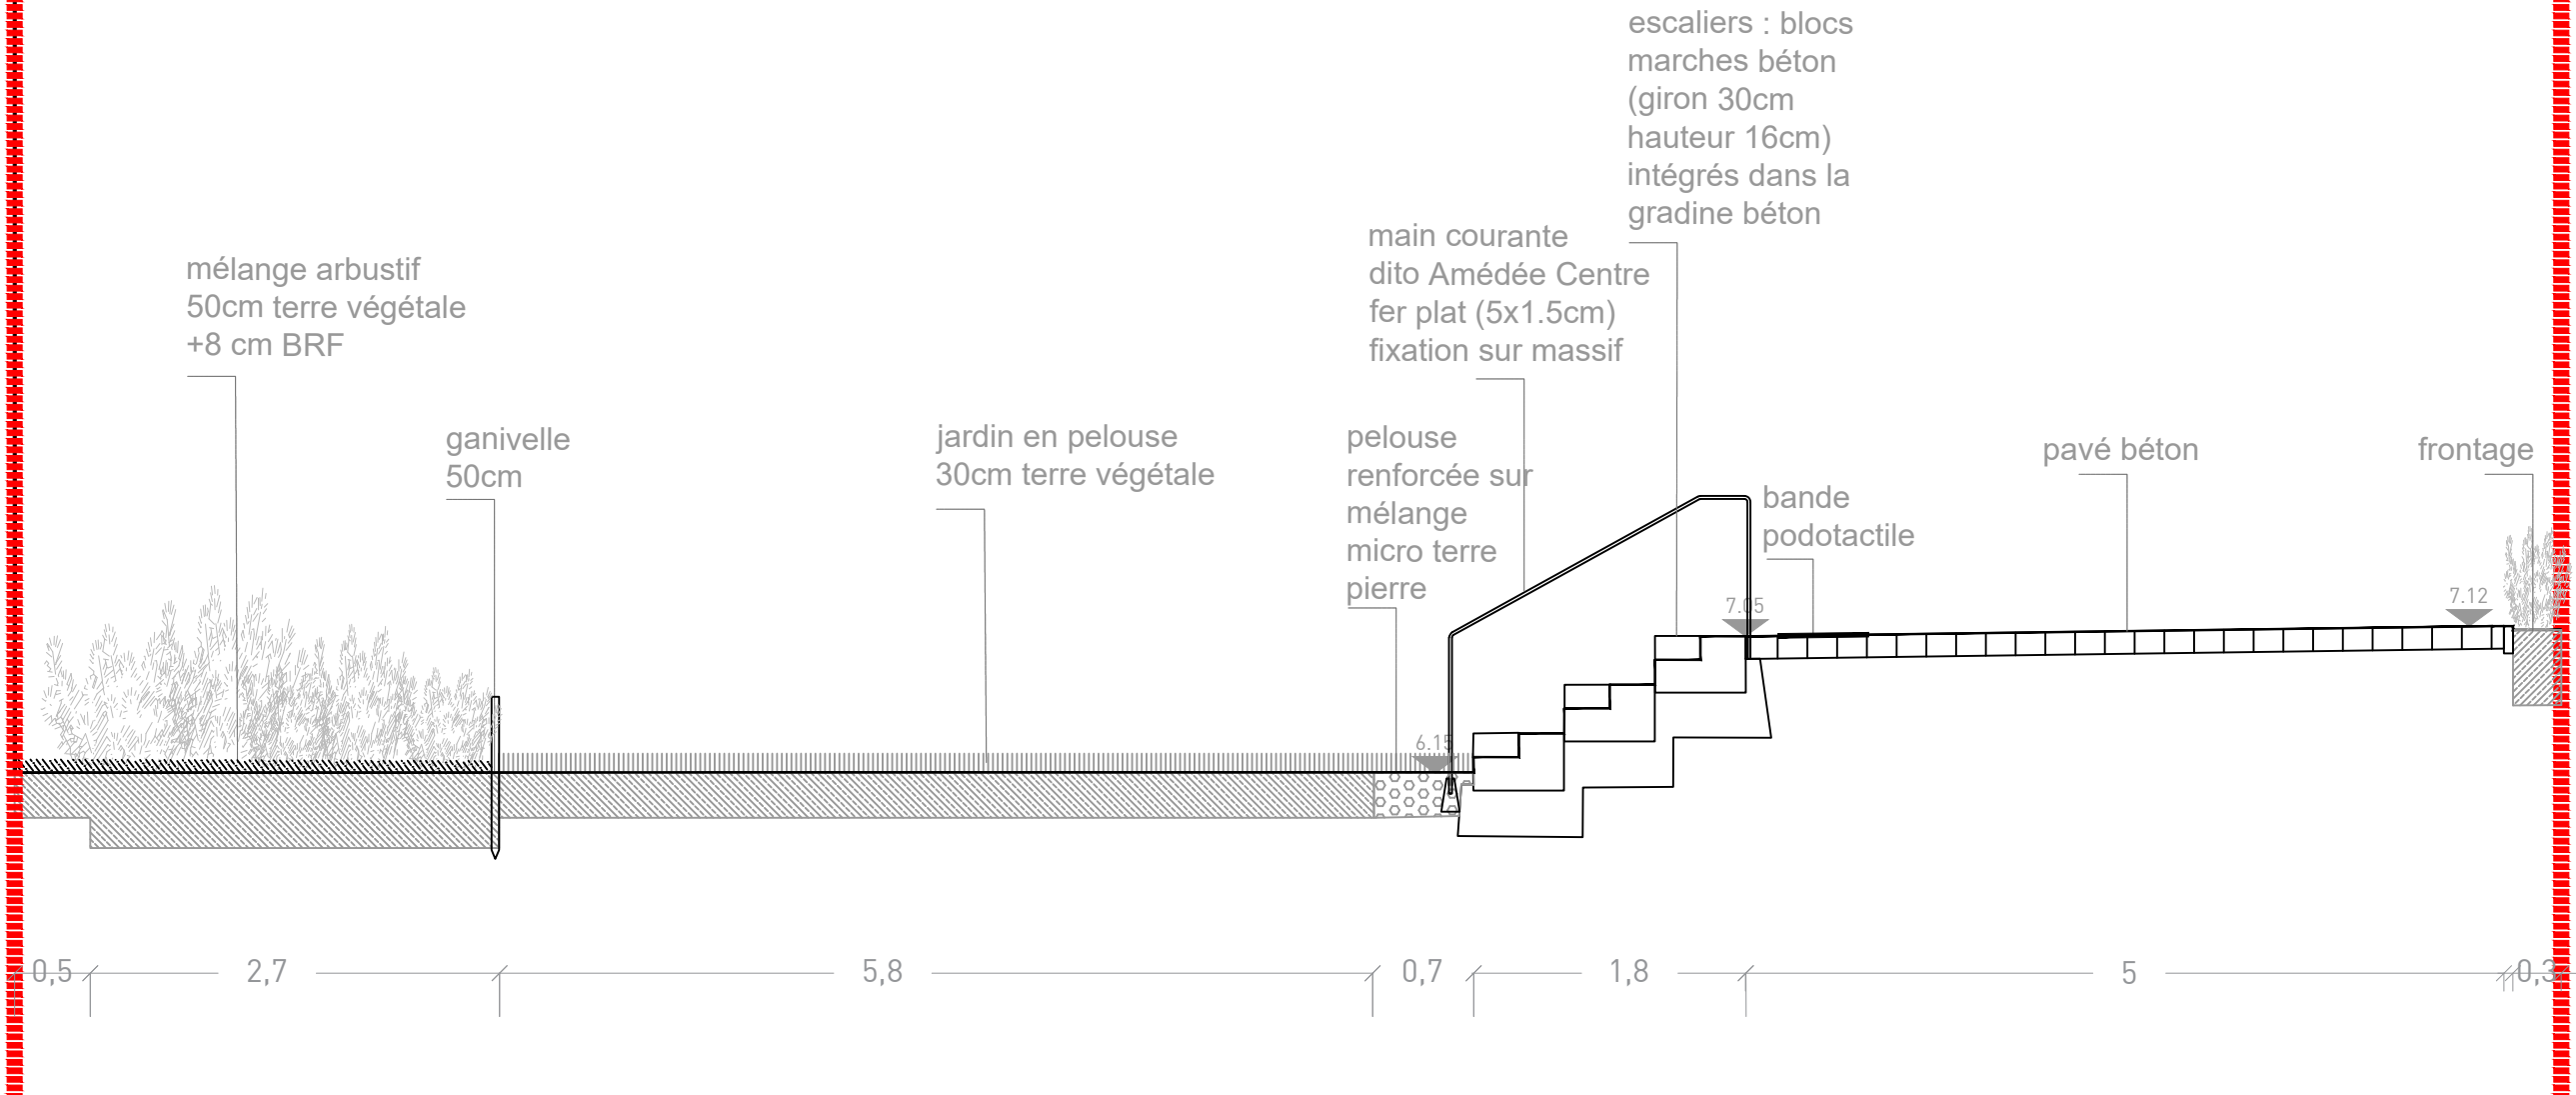 escaliers : blocs
marches béton
(giron 30cm
hauteur 16cm)
intégrés dans la
gradine béton
main courante
dito Amédée Centre
fer plat (5x1.5cm)
fixation sur massif
mélange arbustif
50cm terre végétale
+8 cm BRF
ganivelle
50cm
jardin en pelouse
30cm terre végétale
pelouse
renforcée sur
mélange
micro terre
pierre
bande
podotactile
pavé béton
frontage
7.05
7.12
6.15
0,5
2,7
5,8
0,7
1,8
5
0,3